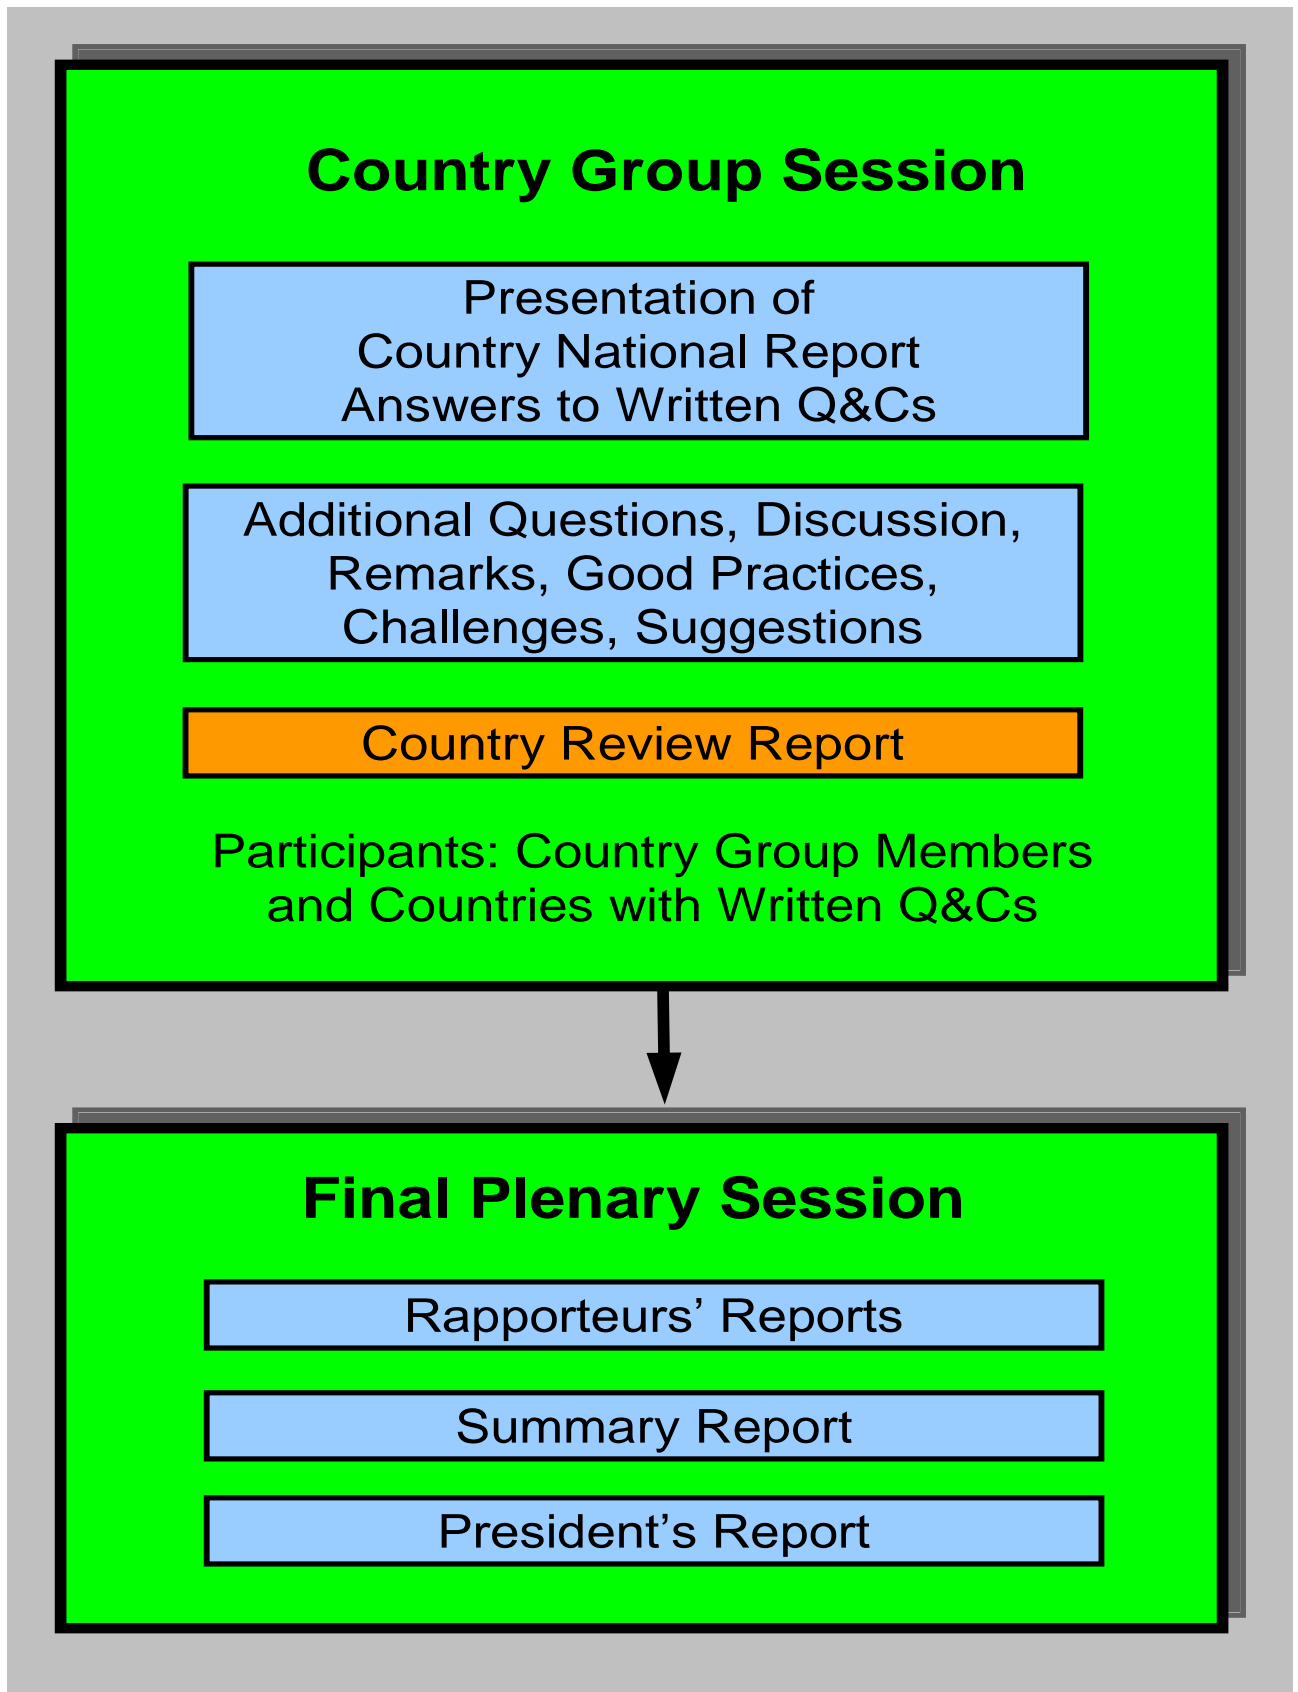 Country Group Session
Presentation of
Country National Report
Answers to Written Q&Cs
Additional Questions, Discussion,
Remarks, Good Practices,
Challenges, Suggestions
Country Review Report
Participants: Country Group Members
and Countries with Written Q&Cs
Final Plenary Session
Rapporteurs’ Reports
Summary Report
President’s Report